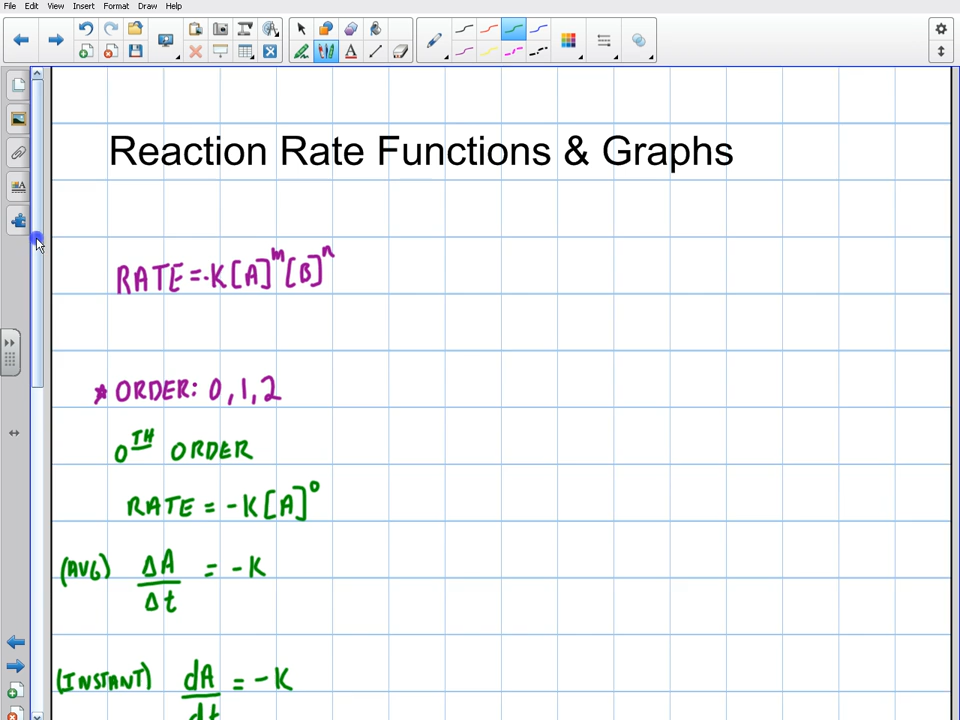 File Edit View Insert Format Draw Help
Reaction Rate Functions & Graphs
RATE = -K[A]^m [B]^n
* ORDER: 0, 1, 2
0^TH ORDER
RATE = -K[A]^0
(AVG) ΔA/Δt = -K
(INSTANT) dA/dt = -K